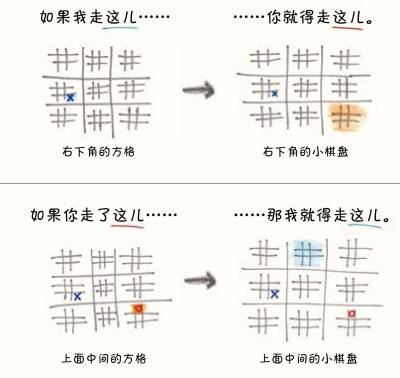 如果我走这儿……
……你就得走这儿。
右下角的方格
右下角的小棋盘
如果你走了这儿……
……那我就得走这儿。
上面中间的方格
上面中间的小棋盘